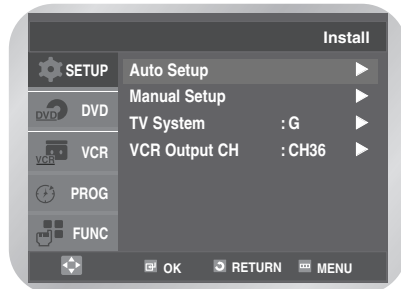 Install
SETUP
DVD DVD
VCR VCR
PROG
FUNC
Auto Setup
Manual Setup
TV System : G
VCR Output CH : CH36
OK RETURN MENU